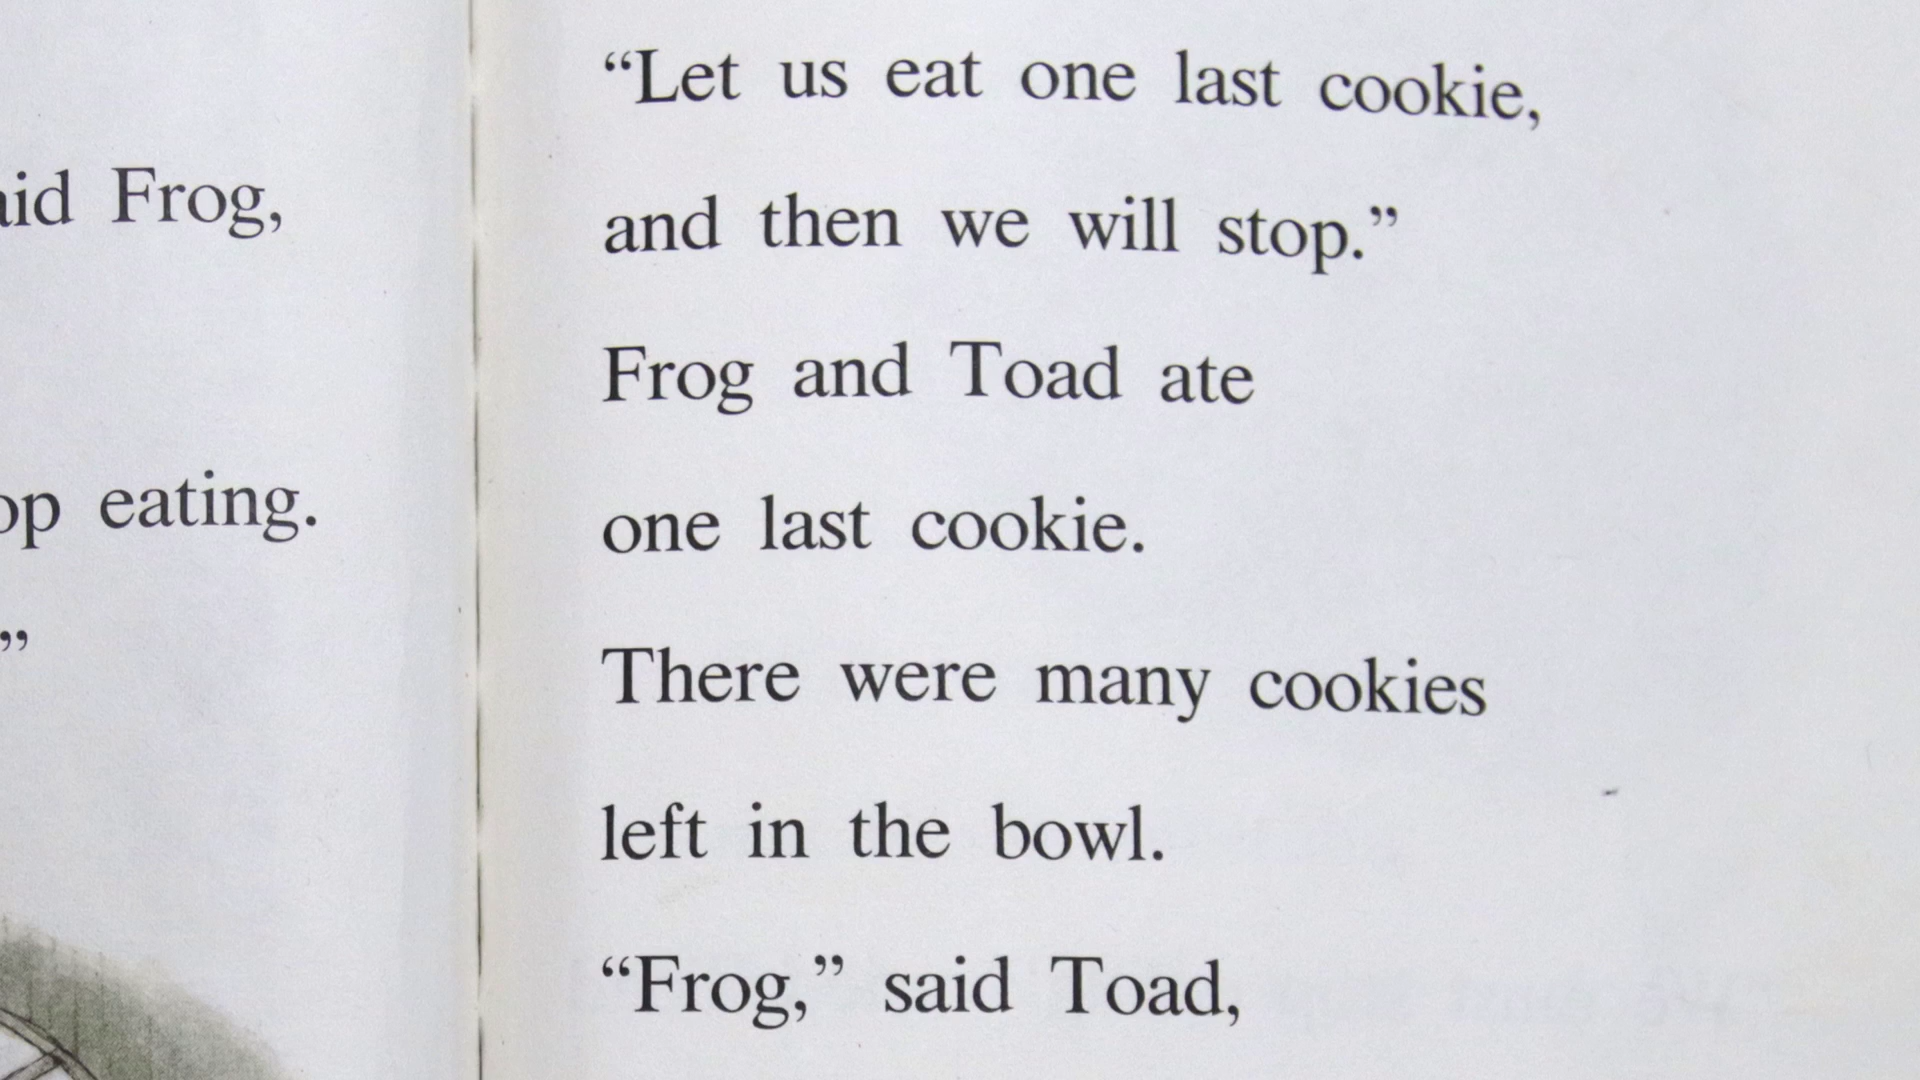 Frog,
eating.
”
“Let us eat one last cookie,
and then we will stop.”
Frog and Toad ate
one last cookie.
There were many cookies
left in the bowl.
“Frog,” said Toad,